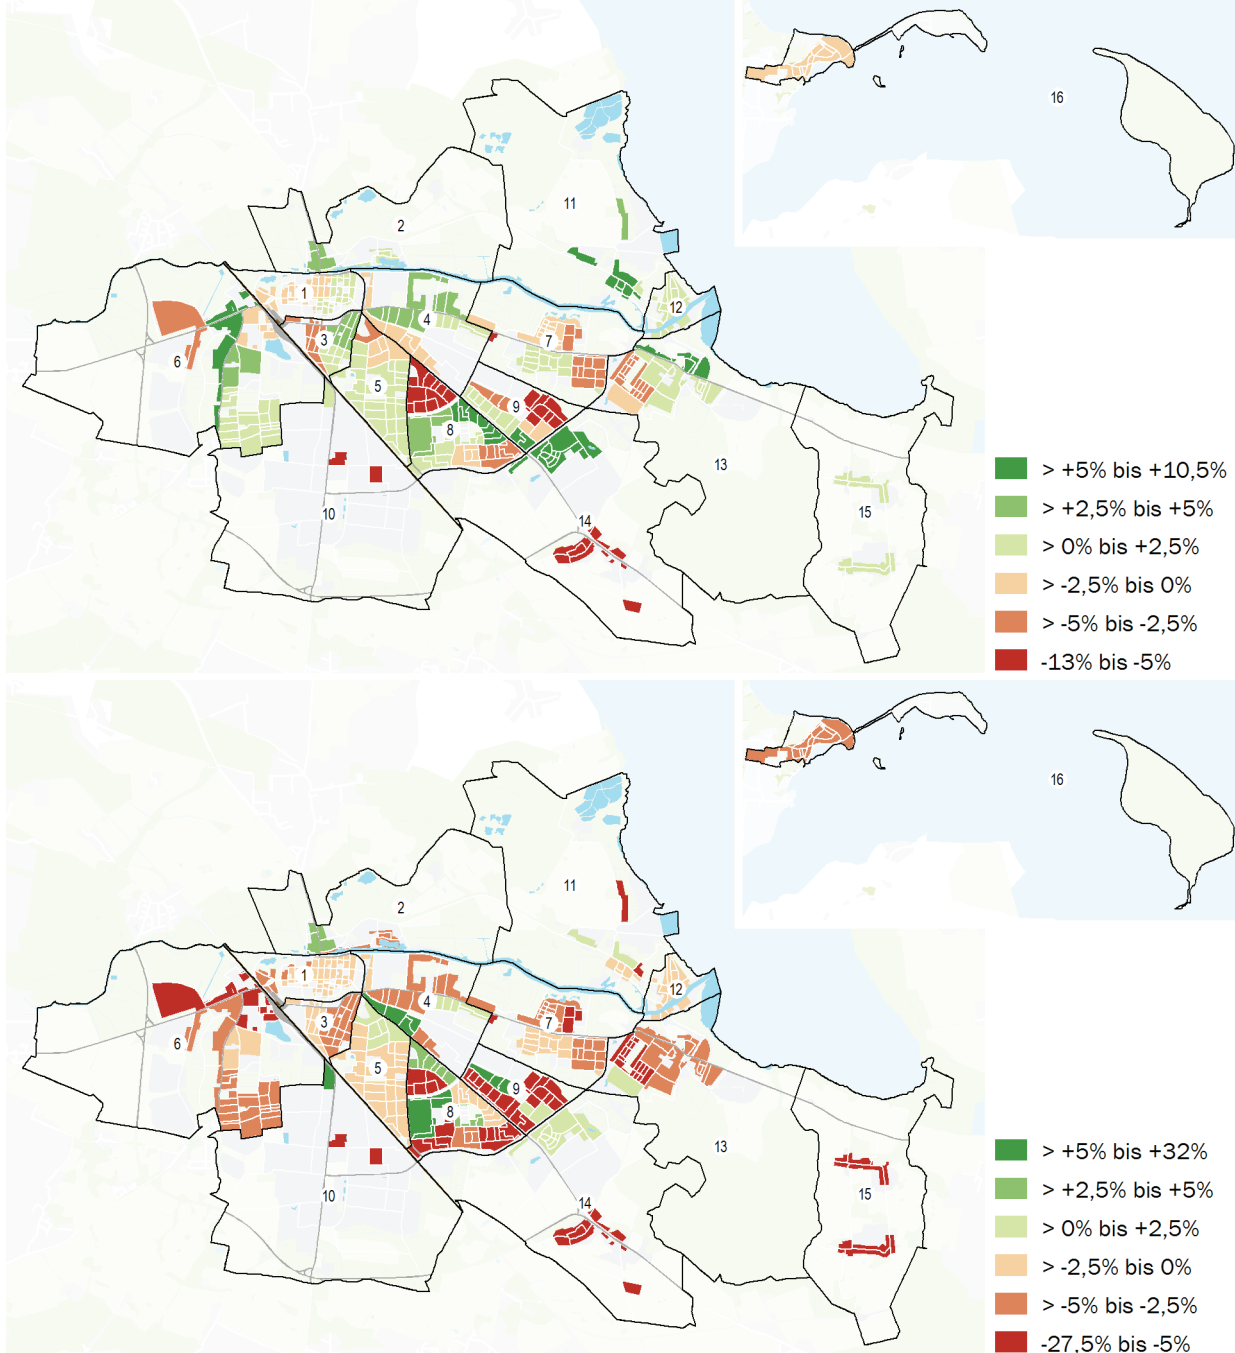 16
11
2
1
12
4
3
7
6
5
9
8
13
> +5% bis +10,5%
> +2,5% bis +5%
15
10
14
> 0% bis +2,5%
> -2,5% bis 0%
> -5% bis -2,5%
-13% bis -5%
16
11
2
1
12
4
3
7
6
5
9
8
13
> +5% bis +32%
> +2,5% bis +5%
15
10
14
> 0% bis +2,5%
> -2,5% bis 0%
> -5% bis -2,5%
-27,5% bis -5%